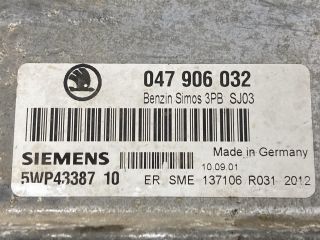 047 906 032
Benzin Simos 3PB SJ03
SIEMENS
Made in Germany
10.09.01
5WP43387 10
ER SME 137106 R031 2012